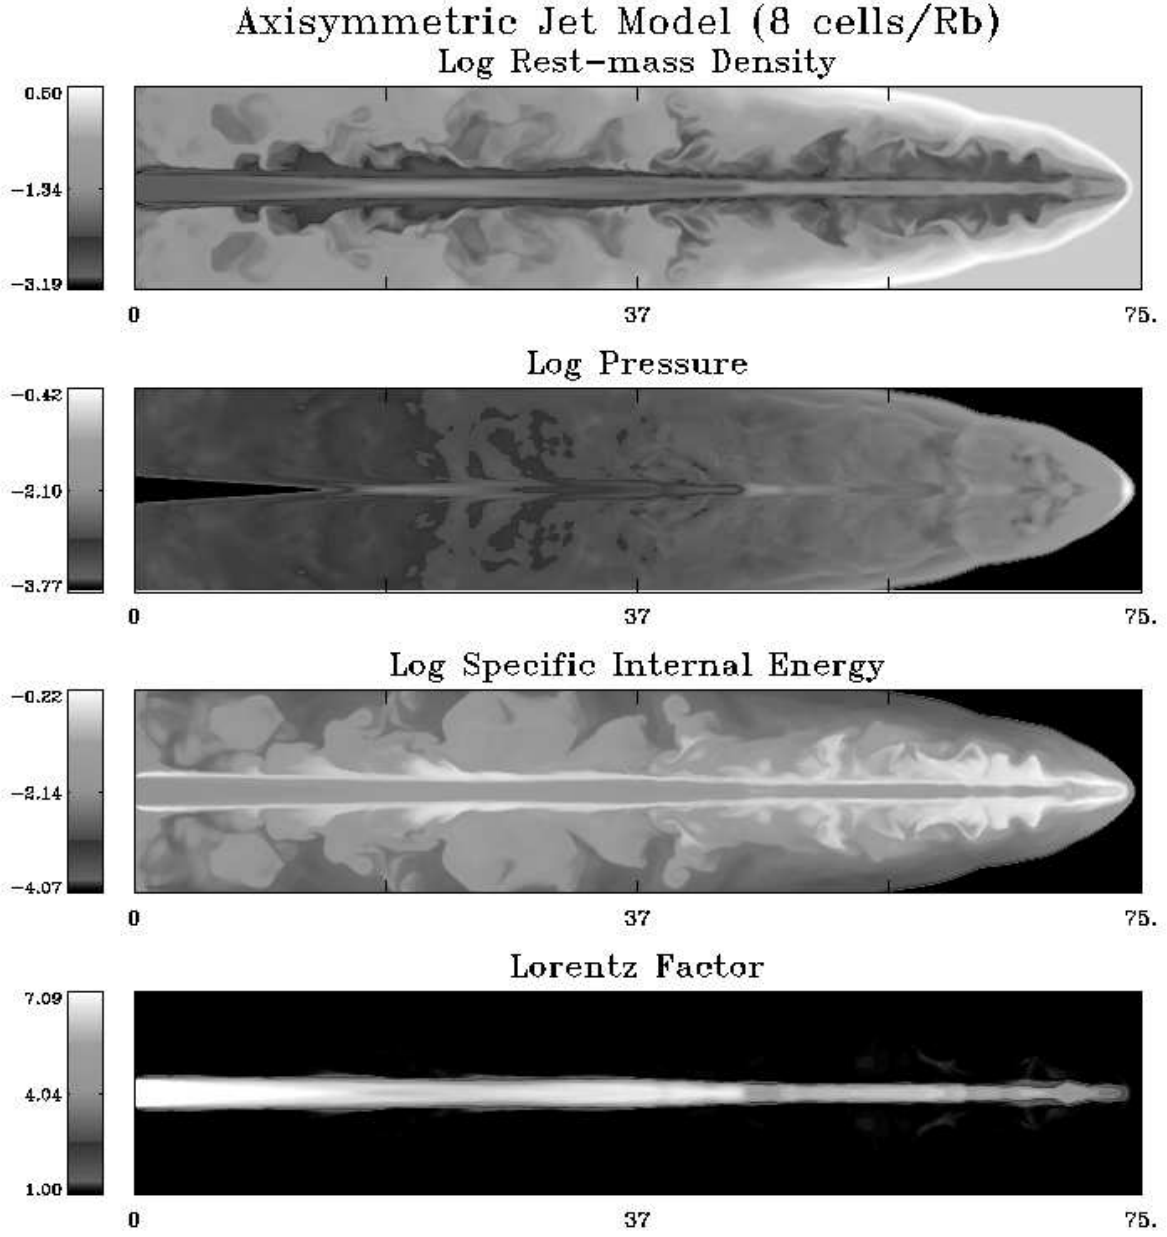 Axisymmetric Jet Model (8 cells/Rb)
Log Rest-mass Density
0.50
-1.34
-3.19
0 37 75.
Log Pressure
-0.42
-2.10
-3.77
0 37 75.
Log Specific Internal Energy
-0.22
-2.14
-4.07
0 37 75.
Lorentz Factor
7.09
4.04
1.00
0 37 75.